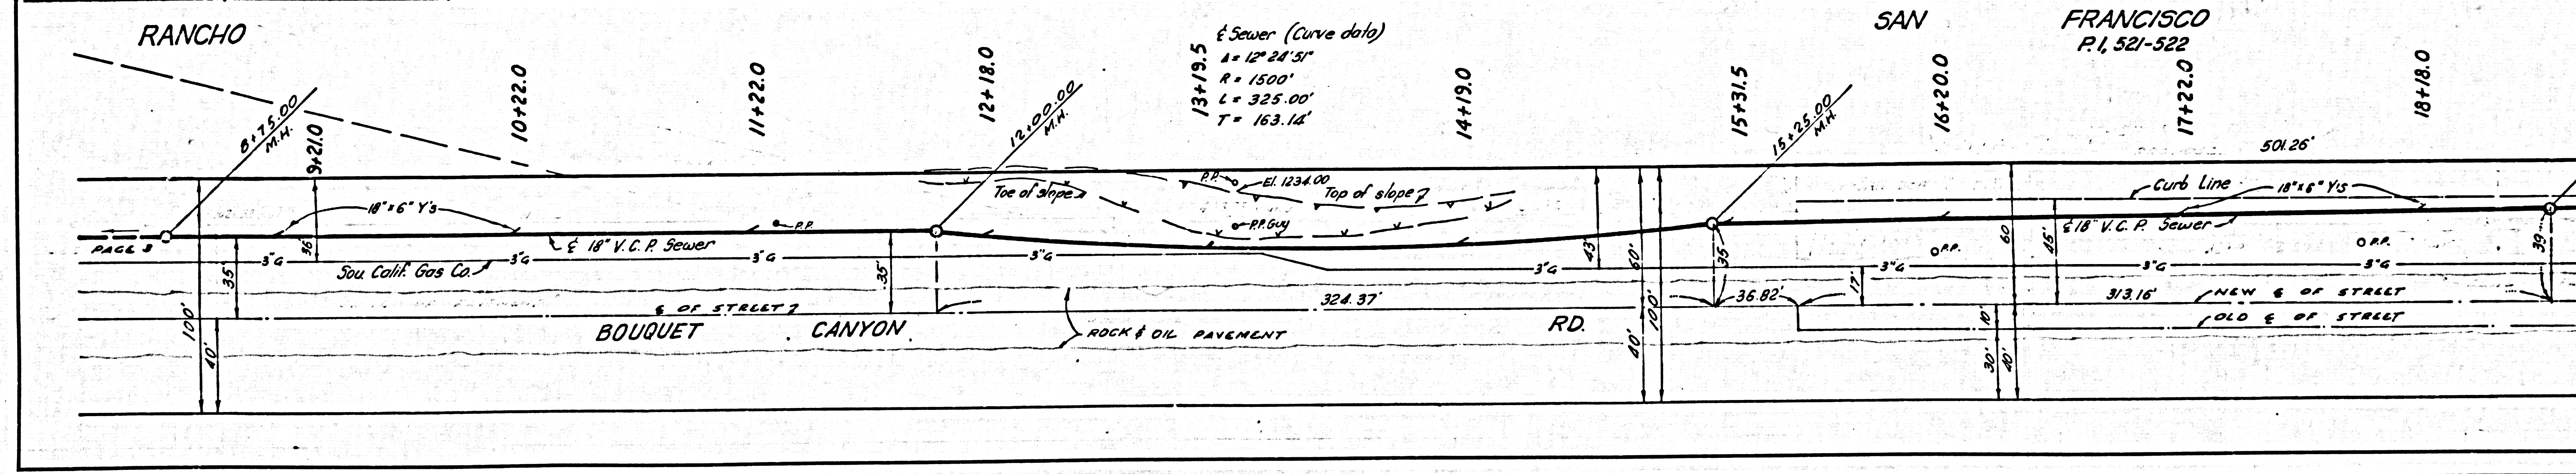 RANCHO
SAN FRANCISCO
P.I, 521-522
℄ Sewer (Curve data)
Δ = 12° 24' 51"
R = 1500'
L = 325.00'
T = 163.14'
8+75.00
M.H.
9+21.0
10+22.0
11+22.0
12+18.0
12+00.00
M.H.
13+19.5
14+19.0
15+31.5
15+25.00
M.H.
16+20.0
17+22.0
18+18.0
501.26'
P.P.
El. 1234.00
Toe of slope
Top of slope
P.P. Guy
Curb Line
18" x 6" Y's
18" x 6" Y's
P.P.
℄ 18" V.C.P. Sewer
℄ 18" V.C.P. Sewer
PAGE 3
35'
36'
35'
43'
60'
35'
60
45'
39
P.P.
P.P.
Sou. Calif. Gas Co.
3"G
3"G
3"G
3"G
3"G
3"G
3"G
3"G
17'
324.37'
36.82'
313.16'
NEW ℄ OF STREET
OLD ℄ OF STREET
℄ OF STREET
BOUQUET CANYON RD.
ROCK & OIL PAVEMENT
100'
40'
40'
100'
10'
30'
40'